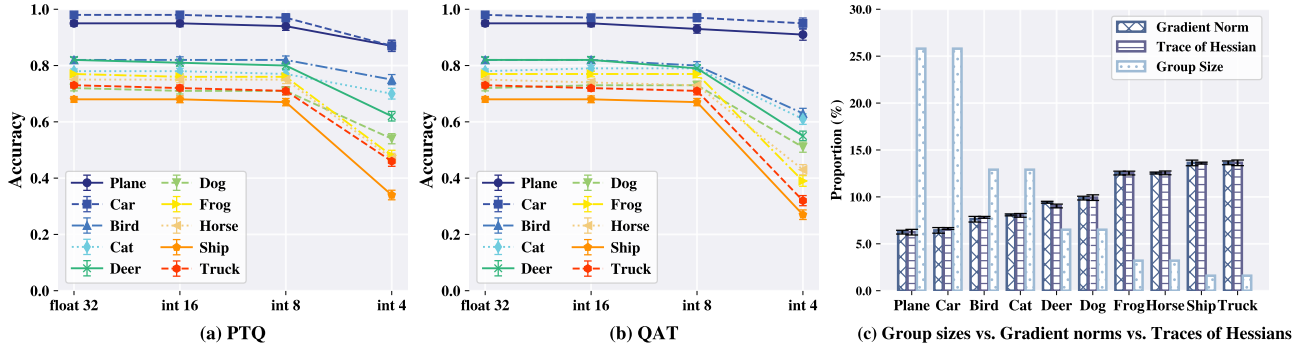 1.0
0.8
0.6
0.4
0.2
0.0
Accuracy
Plane
Car
Bird
Cat
Deer
Dog
Frog
Horse
Ship
Truck
float 32
int 16
int 8
int 4
(a) PTQ
1.0
0.8
0.6
0.4
0.2
0.0
Accuracy
Plane
Car
Bird
Cat
Deer
Dog
Frog
Horse
Ship
Truck
float 32
int 16
int 8
int 4
(b) QAT
30.0
25.0
20.0
15.0
10.0
5.0
0.0
Proportion (%)
Gradient Norm
Trace of Hessian
Group Size
Plane Car Bird Cat Deer Dog Frog Horse Ship Truck
(c) Group sizes vs. Gradient norms vs. Traces of Hessians